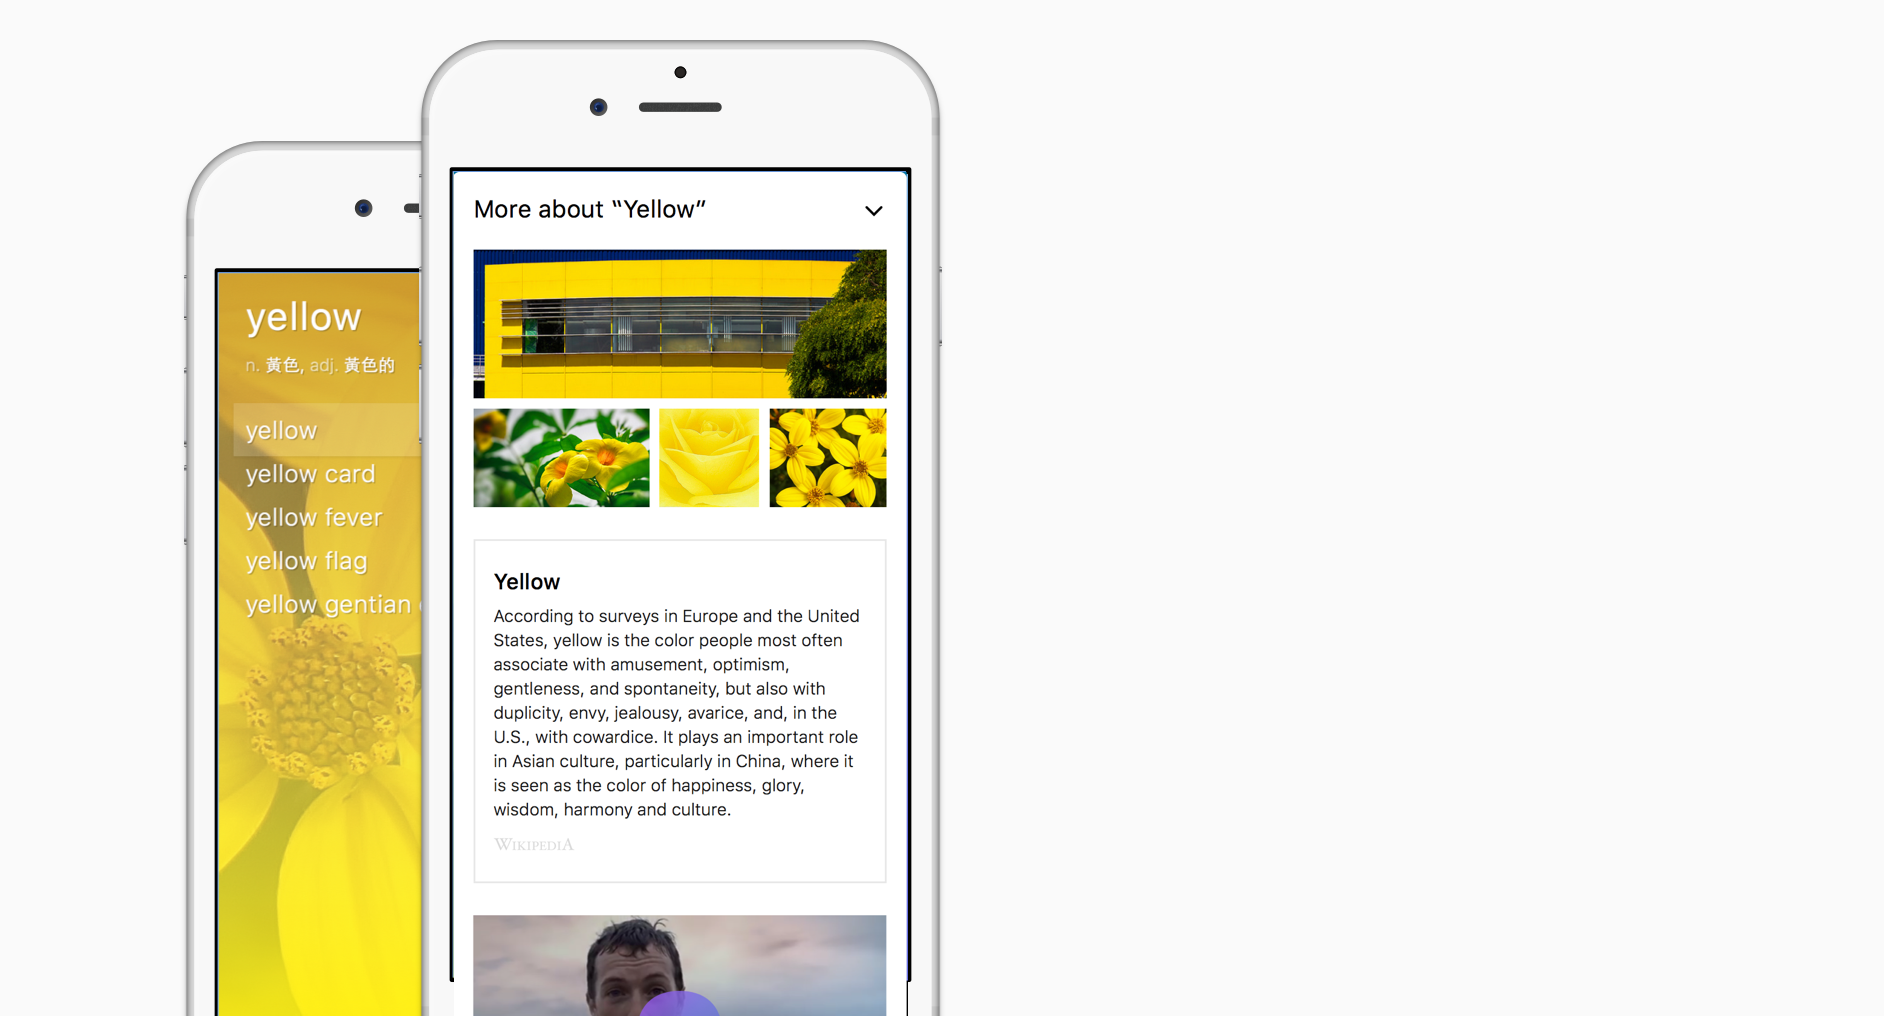 yellow
n. 黃色, adj. 黃色的
yellow
yellow card
yellow fever
yellow flag
yellow gentian
More about “Yellow”
Yellow
According to surveys in Europe and the United
States, yellow is the color people most often
associate with amusement, optimism,
gentleness, and spontaneity, but also with
duplicity, envy, jealousy, avarice, and, in the
U.S., with cowardice. It plays an important role
in Asian culture, particularly in China, where it
is seen as the color of happiness, glory,
wisdom, harmony and culture.
WIKIPEDIA